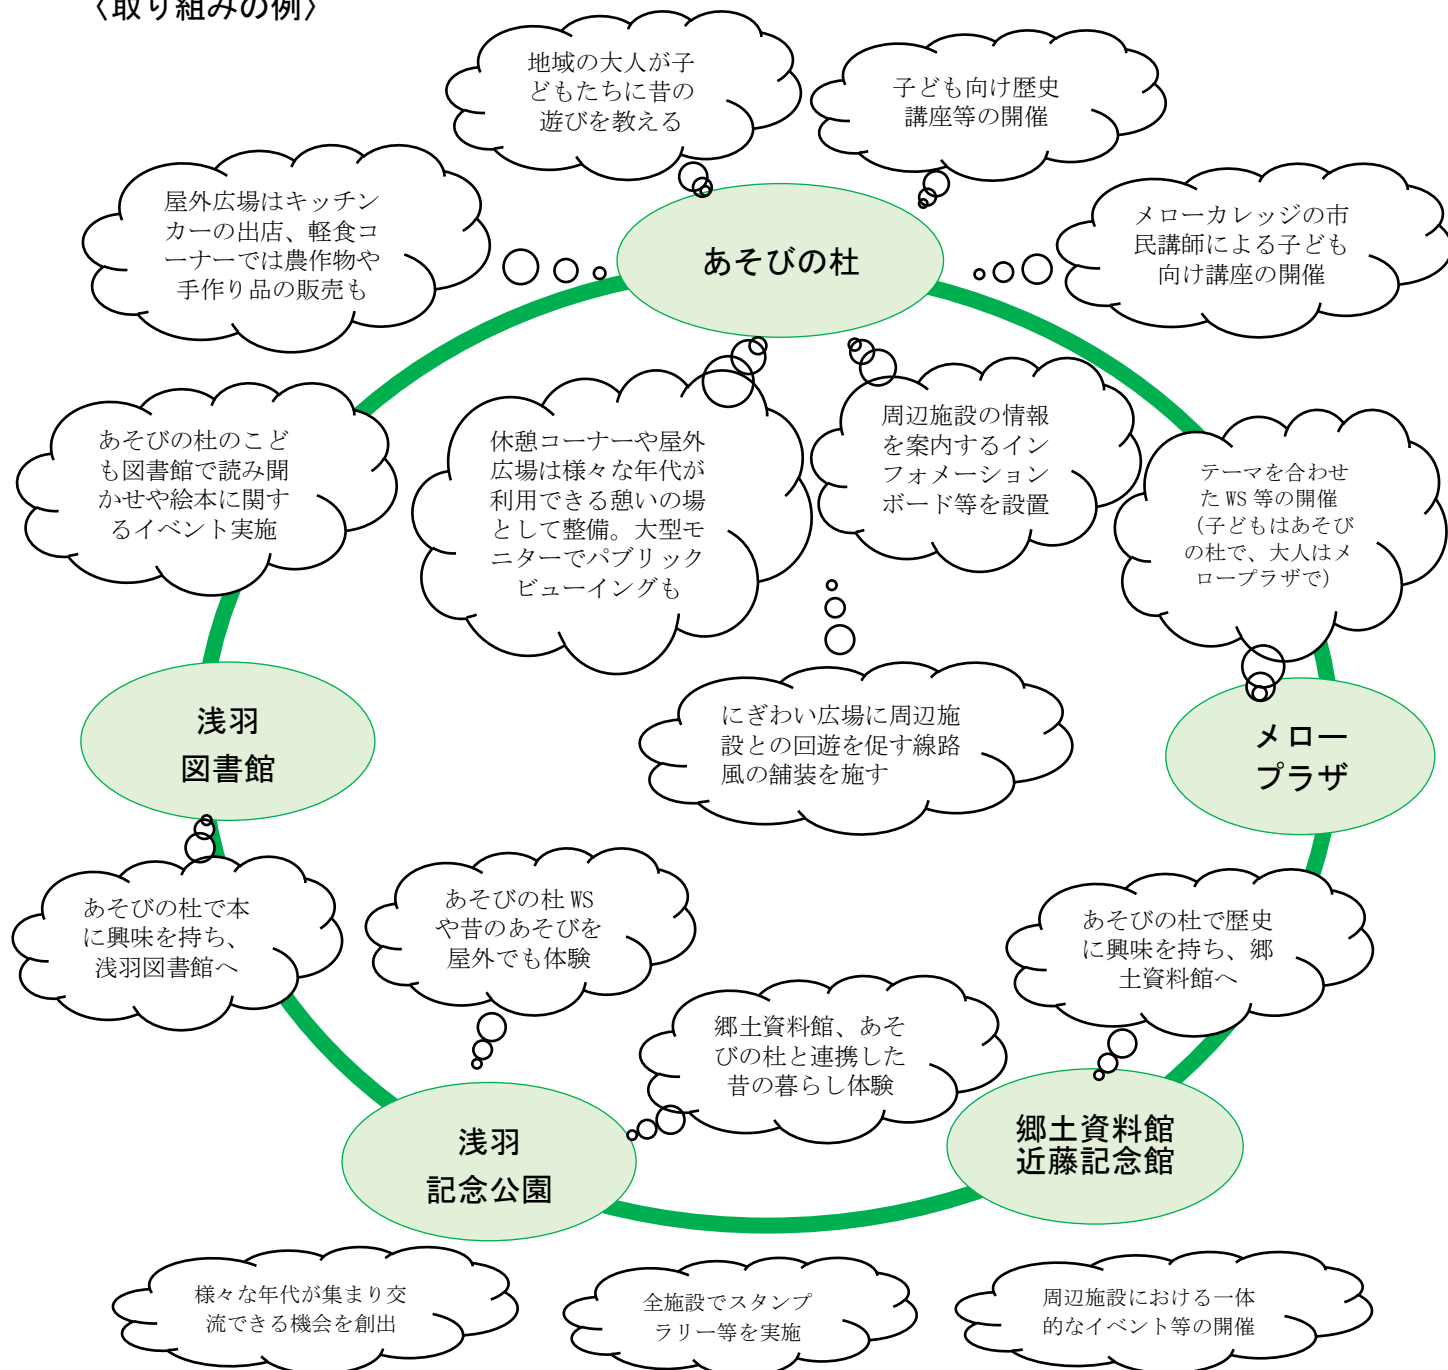 〈取り組みの例〉
地域の大人が子
どもたちに昔の
遊びを教える
子ども向け歴史
講座等の開催
屋外広場はキッチン
カーの出店、軽食コ
ーナーでは農作物や
手作り品の販売も
あそびの杜
メローカレッジの市
民講師による子ども
向け講座の開催
あそびの杜のこど
も図書館で読み聞
かせや絵本に関す
るイベント実施
休憩コーナーや屋外
広場は様々な年代が
利用できる憩いの場
として整備。大型モ
ニターでパブリック
ビューイングも
周辺施設の情報
を案内するイン
フォメーション
ボード等を設置
テーマを合わせ
た WS 等の開催
（子どもはあそび
の杜で、大人はメ
ロープラザで）
浅羽
図書館
にぎわい広場に周辺施
設との回遊を促す線路
風の舗装を施す
メロー
プラザ
あそびの杜で本
に興味を持ち、
浅羽図書館へ
あそびの杜 WS
や昔のあそびを
屋外でも体験
あそびの杜で歴史
に興味を持ち、郷
土資料館へ
郷土資料館、あそ
びの杜と連携した
昔の暮らし体験
浅羽
記念公園
郷土資料館
近藤記念館
様々な年代が集まり交
流できる機会を創出
全施設でスタンプ
ラリー等を実施
周辺施設における一体
的なイベント等の開催